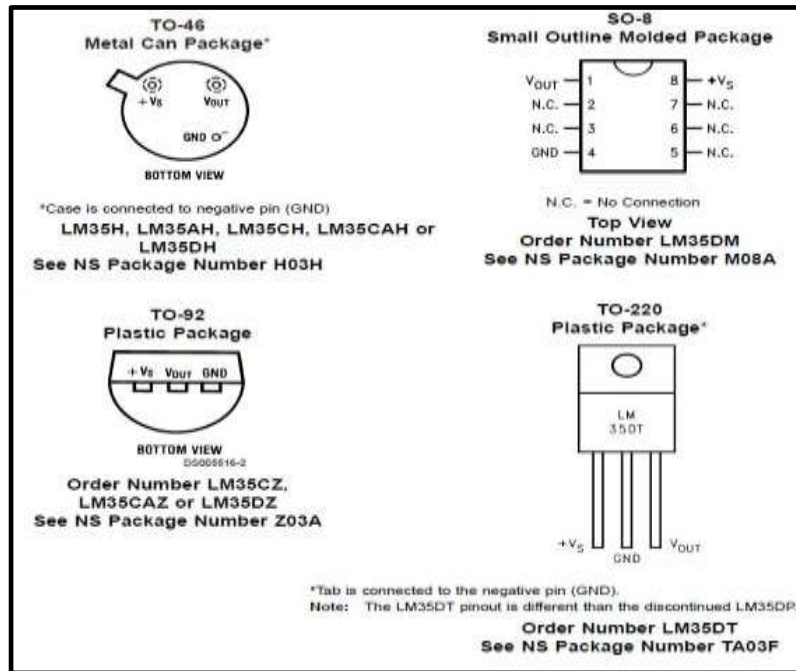 TO-46
Metal Can Package*
+VS
VOUT
GND
BOTTOM VIEW
*Case is connected to negative pin (GND)
LM35H, LM35AH, LM35CH, LM35CAH or
LM35DH
See NS Package Number H03H
SO-8
Small Outline Molded Package
VOUT 1 8 +VS
N.C. 2 7 N.C.
N.C. 3 6 N.C.
GND 4 5 N.C.
N.C. = No Connection
Top View
Order Number LM35DM
See NS Package Number M08A
TO-92
Plastic Package
+VS VOUT GND
BOTTOM VIEW
DS005516-2
Order Number LM35CZ,
LM35CAZ or LM35DZ
See NS Package Number Z03A
TO-220
Plastic Package*
LM
35DT
+VS GND VOUT
*Tab is connected to the negative pin (GND).
Note: The LM35DT pinout is different than the discontinued LM35DP
Order Number LM35DT
See NS Package Number TA03F